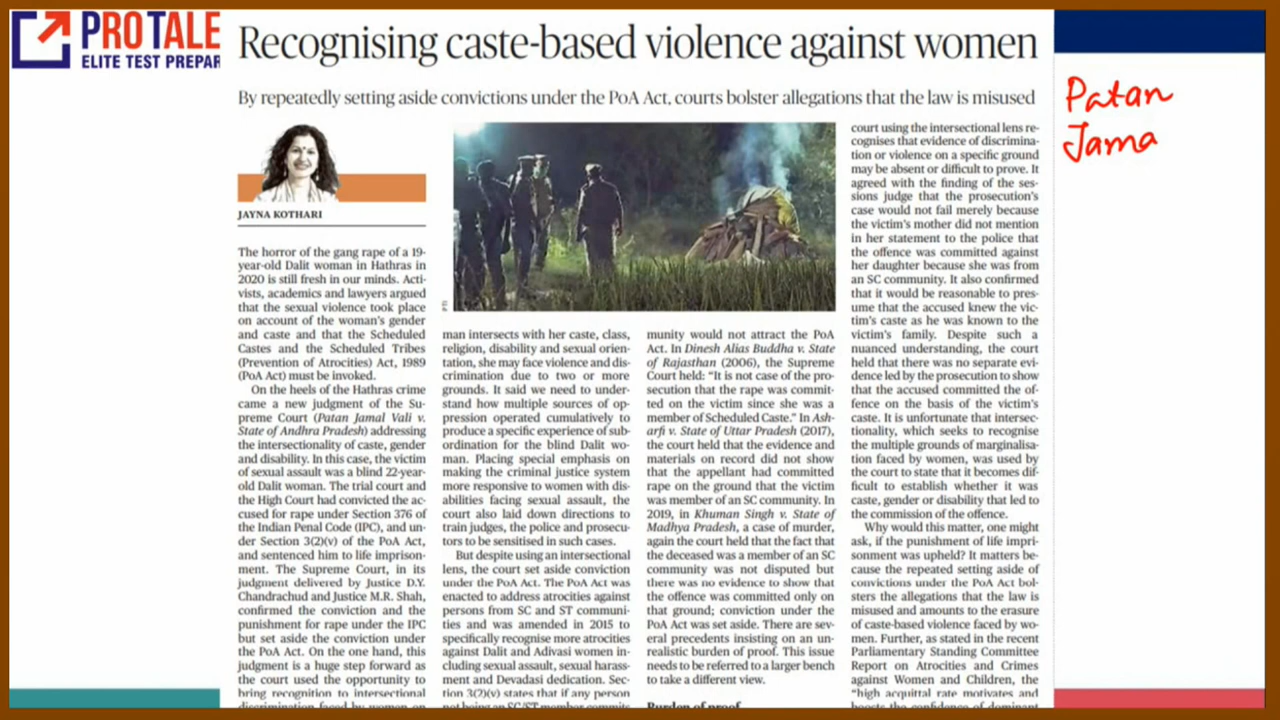 PRO TALE
ELITE TEST PREPAR
Recognising caste-based violence against women
By repeatedly setting aside convictions under the PoA Act, courts bolster allegations that the law is misused
Patan
Jama
JAYNA KOTHARI
The horror of the gang rape of a 19-
year-old Dalit woman in Hathras in
2020 is still fresh in our minds. Acti-
vists, academics and lawyers argued
that the sexual violence took place
on account of the woman's gender
and caste and that the Scheduled
Castes and the Scheduled Tribes
(Prevention of Atrocities) Act, 1989
(PoA Act) must be invoked.
On the heels of the Hathras crime
came a new judgment of the Su-
preme Court (Patan Jamal Vali v.
State of Andhra Pradesh) addressing
the intersectionality of caste, gender
and disability. In this case, the victim
of sexual assault was a blind 22-year-
old Dalit woman. The trial court and
the High Court had convicted the ac-
cused for rape under Section 376 of
the Indian Penal Code (IPC), and un-
der Section 3(2)(v) of the PoA Act,
and sentenced him to life imprison-
ment. The Supreme Court, in its
judgment delivered by Justice D.Y.
Chandrachud and Justice M.R. Shah,
confirmed the conviction and the
punishment for rape under the IPC
but set aside the conviction under
the PoA Act. On the one hand, this
judgment is a huge step forward as
the court used the opportunity to
bring recognition to intersectional
discrimination faced by women on
PTI
man intersects with her caste, class,
religion, disability and sexual orien-
tation, she may face violence and dis-
crimination due to two or more
grounds. It said we need to under-
stand how multiple sources of op-
pression operated cumulatively to
produce a specific experience of sub-
ordination for the blind Dalit wo-
man. Placing special emphasis on
making the criminal justice system
more responsive to women with dis-
abilities facing sexual assault, the
court also laid down directions to
train judges, the police and prosecu-
tors to be sensitised in such cases.
But despite using an intersectional
lens, the court set aside conviction
under the PoA Act. The PoA Act was
enacted to address atrocities against
persons from SC and ST communi-
ties and was amended in 2015 to
specifically recognise more atrocities
against Dalit and Adivasi women in-
cluding sexual assault, sexual harass-
ment and Devadasi dedication. Sec-
tion 3(2)(v) states that if any person
not being an SC/ST member commits
munity would not attract the PoA
Act. In Dinesh Alias Buddha v. State
of Rajasthan (2006), the Supreme
Court held: "It is not case of the pro-
secution that the rape was commit-
ted on the victim since she was a
member of Scheduled Caste." In Ash-
arfi v. State of Uttar Pradesh (2017),
the court held that the evidence and
materials on record did not show
that the appellant had committed
rape on the ground that the victim
was member of an SC community. In
2019, in Khuman Singh v. State of
Madhya Pradesh, a case of murder,
again the court held that the fact that
the deceased was a member of an SC
community was not disputed but
there was no evidence to show that
the offence was committed only on
that ground; conviction under the
PoA Act was set aside. There are sev-
eral precedents insisting on an un-
realistic burden of proof. This issue
needs to be referred to a larger bench
to take a different view.
Burden of proof
court using the intersectional lens re-
cognises that evidence of discrimina-
tion or violence on a specific ground
may be absent or difficult to prove. It
agreed with the finding of the ses-
sions judge that the prosecution's
case would not fail merely because
the victim's mother did not mention
in her statement to the police that
the offence was committed against
her daughter because she was from
an SC community. It also confirmed
that it would be reasonable to pres-
ume that the accused knew the vic-
tim's caste as he was known to the
victim's family. Despite such a
nuanced understanding, the court
held that there was no separate evi-
dence led by the prosecution to show
that the accused committed the of-
fence on the basis of the victim's
caste. It is unfortunate that intersec-
tionality, which seeks to recognise
the multiple grounds of marginalisa-
tion faced by women, was used by
the court to state that it becomes dif-
ficult to establish whether it was
caste, gender or disability that led to
the commission of the offence.
Why would this matter, one might
ask, if the punishment of life impri-
sonment was upheld? It matters be-
cause the repeated setting aside of
convictions under the PoA Act bol-
sters the allegations that the law is
misused and amounts to the erasure
of caste-based violence faced by wo-
men. Further, as stated in the recent
Parliamentary Standing Committee
Report on Atrocities and Crimes
against Women and Children, the
"high acquittal rate motivates and
boosts the confidence of dominant